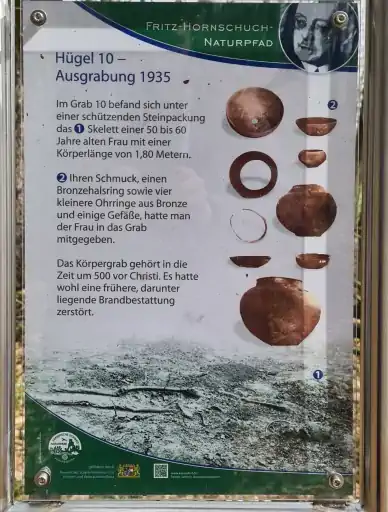 FRITZ-HORNSCHUCH-
NATURPFAD
Hügel 10 –
Ausgrabung 1935
Im Grab 10 befand sich unter
einer schützenden Steinpackung
das 1 Skelett einer 50 bis 60
Jahre alten Frau mit einer
Körperlänge von 1,80 Metern.
2 Ihren Schmuck, einen
Bronzehalsring sowie vier
kleinere Ohrringe aus Bronze
und einige Gefäße, hatte man
der Frau in das Grab
mitgegeben.
Das Körpergrab gehört in die
Zeit um 500 vor Christi. Es hatte
wohl eine frühere, darunter
liegende Brandbestattung
zerstört.
2
1